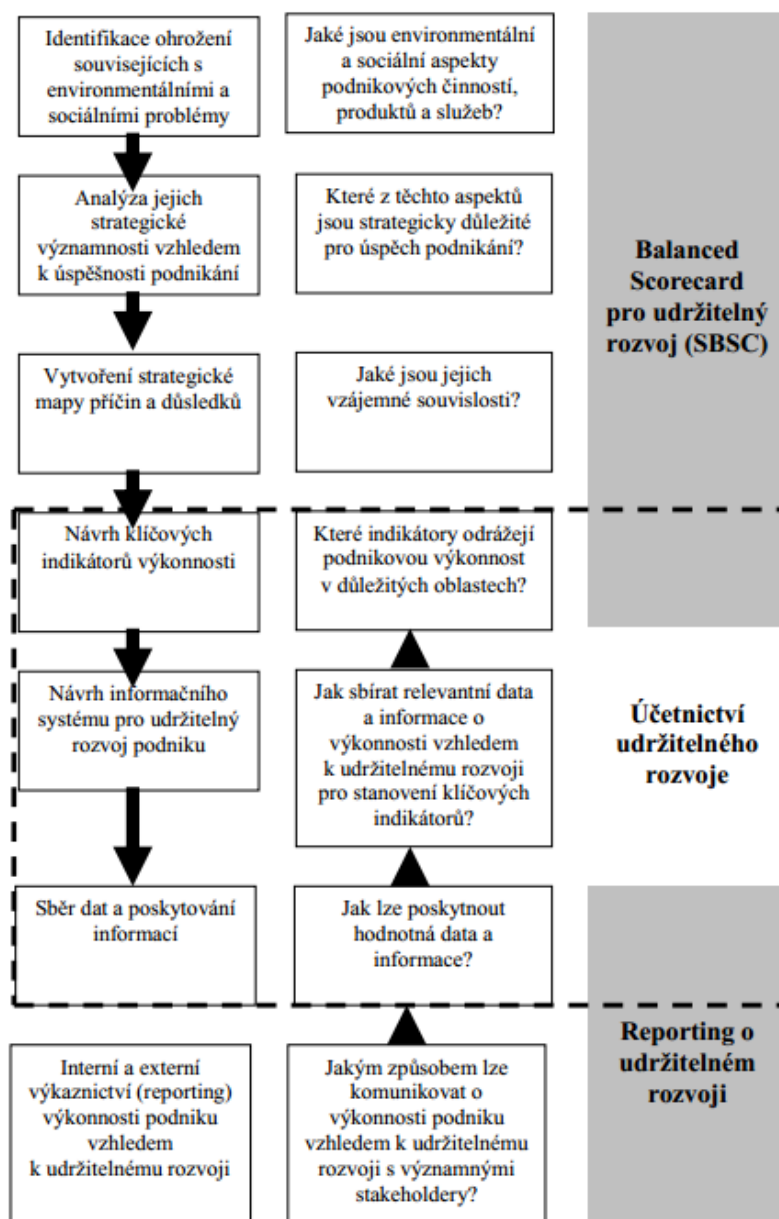 Identifikace ohrožení
souvisejících s
environmentálními a
sociálními problémy
Jaké jsou environmentální
a sociální aspekty
podnikových činností,
produktů a služeb?
Analýza jejich
strategické
významnosti vzhledem
k úspěšnosti podnikání
Které z těchto aspektů
jsou strategicky důležité
pro úspěch podnikání?
Balanced
Scorecard
pro udržitelný
rozvoj (SBSC)
Vytvoření strategické
mapy příčin a důsledků
Jaké jsou jejich
vzájemné souvislosti?
Návrh klíčových
indikátorů výkonnosti
Které indikátory odrážejí
podnikovou výkonnost
v důležitých oblastech?
Návrh informačního
systému pro udržitelný
rozvoj podniku
Jak sbírat relevantní data
a informace o
výkonnosti vzhledem
k udržitelnému rozvoji
pro stanovení klíčových
indikátorů?
Účetnictví
udržitelného
rozvoje
Sběr dat a poskytování
informací
Jak lze poskytnout
hodnotná data a
informace?
Interní a externí
výkaznictví (reporting)
výkonnosti podniku
vzhledem
k udržitelnému rozvoji
Jakým způsobem lze
komunikovat o
výkonnosti podniku
vzhledem k udržitelnému
rozvoji s významnými
stakeholdery?
Reporting o
udržitelném
rozvoji